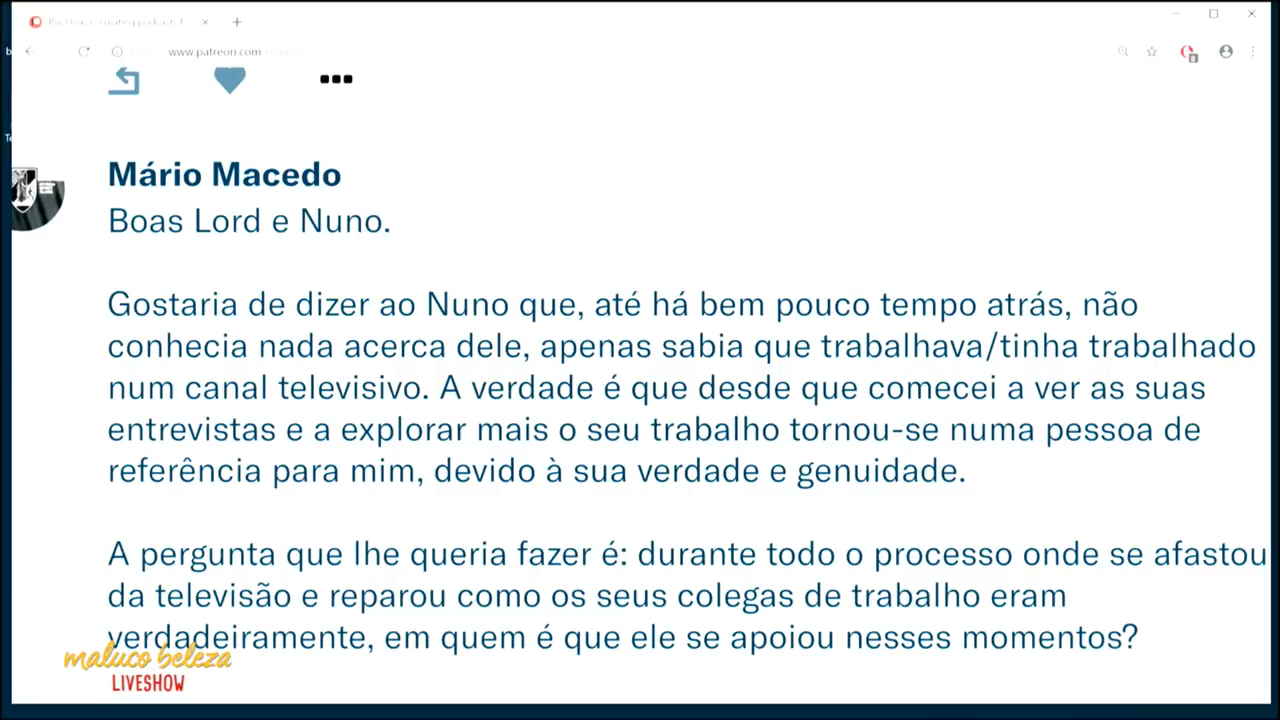 www.patreon.com
Mário Macedo
Boas Lord e Nuno.
Gostaria de dizer ao Nuno que, até há bem pouco tempo atrás, não
conhecia nada acerca dele, apenas sabia que trabalhava/tinha trabalhado
num canal televisivo. A verdade é que desde que comecei a ver as suas
entrevistas e a explorar mais o seu trabalho tornou-se numa pessoa de
referência para mim, devido à sua verdade e genuidade.
A pergunta que lhe queria fazer é: durante todo o processo onde se afastou
da televisão e reparou como os seus colegas de trabalho eram
verdadeiramente, em quem é que ele se apoiou nesses momentos?
maluco beleza
LIVESHOW